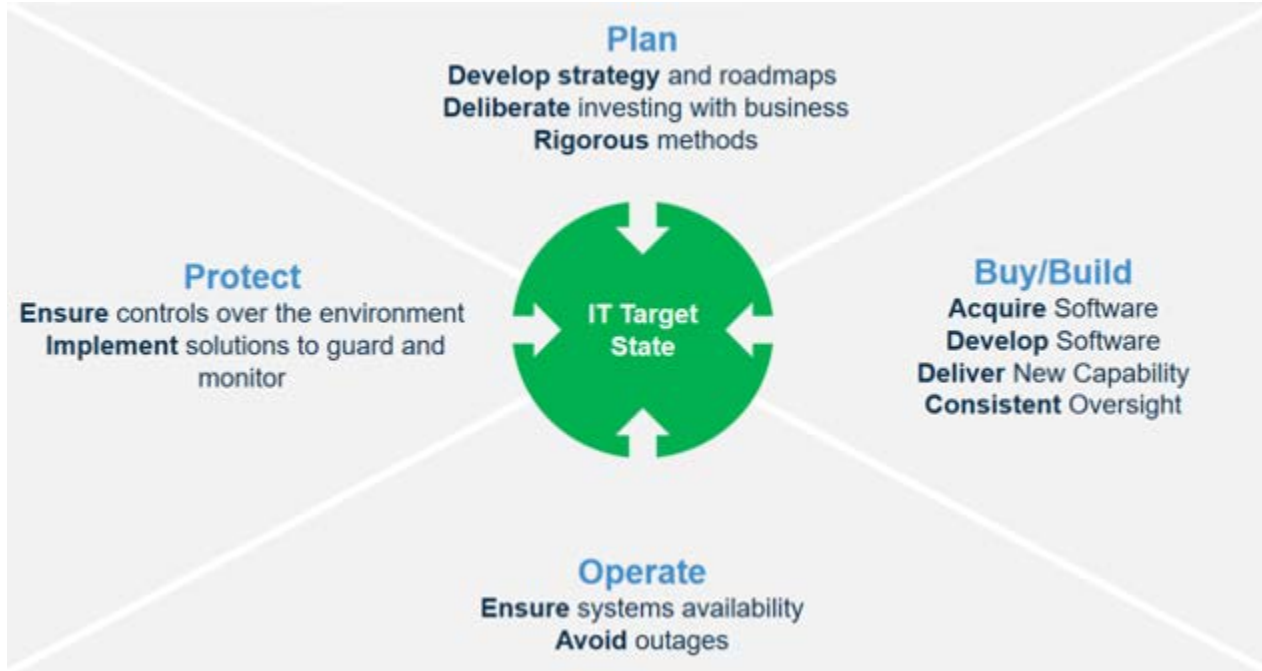 Plan
Develop strategy and roadmaps
Deliberate investing with business
Rigorous methods
Protect
Ensure controls over the environment
Implement solutions to guard and
monitor
IT Target
State
Buy/Build
Acquire Software
Develop Software
Deliver New Capability
Consistent Oversight
Operate
Ensure systems availability
Avoid outages